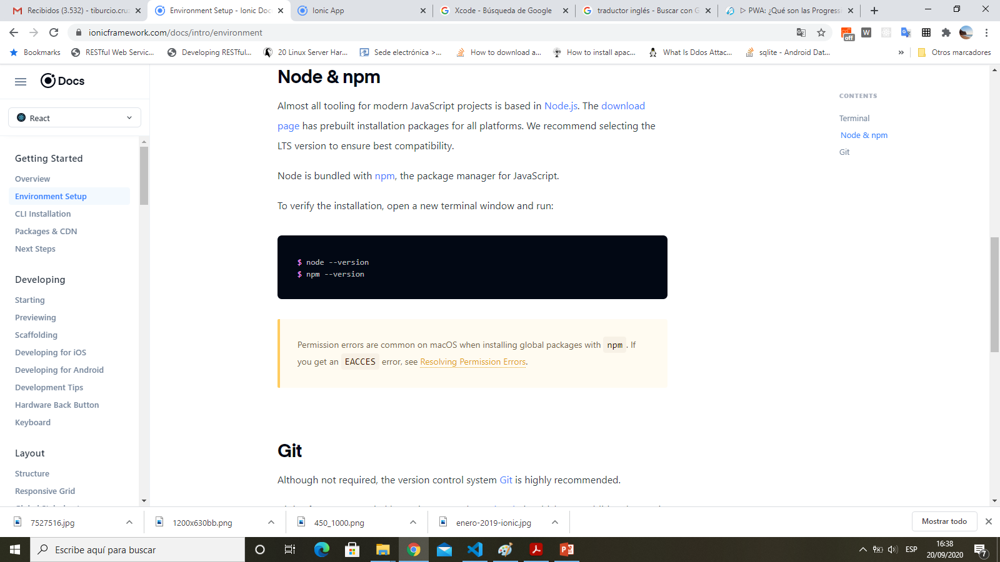 Recibidos (3.532) - tiburcio.cru
Environment Setup - Ionic Doc
Ionic App
Xcode - Búsqueda de Google
traductor inglés - Buscar con G
▷ PWA: ¿Qué son las Progressi
ionicframework.com/docs/intro/environment
off
W
Bookmarks
RESTful Web Servic...
Developing RESTful...
20 Linux Server Har...
Sede electrónica >...
How to download a...
How to install apac...
What Is Ddos Attac...
sqlite - Android Dat...
»
Otros marcadores
Docs
React
Getting Started
Overview
Environment Setup
CLI Installation
Packages & CDN
Next Steps
Developing
Starting
Previewing
Scaffolding
Developing for iOS
Developing for Android
Development Tips
Hardware Back Button
Keyboard
Layout
Structure
Responsive Grid
Node & npm
Almost all tooling for modern JavaScript projects is based in Node.js. The download
page has prebuilt installation packages for all platforms. We recommend selecting the
LTS version to ensure best compatibility.
Node is bundled with npm, the package manager for JavaScript.
To verify the installation, open a new terminal window and run:
$ node --version
$ npm --version
Permission errors are common on macOS when installing global packages with npm. If
you get an EACCES error, see Resolving Permission Errors.
Git
Although not required, the version control system Git is highly recommended.
CONTENTS
Terminal
Node & npm
Git
7527516.jpg
1200x630bb.png
450_1000.png
enero-2019-ionic.jpg
Mostrar todo
Escribe aquí para buscar
ESP
16:38
20/09/2020
7